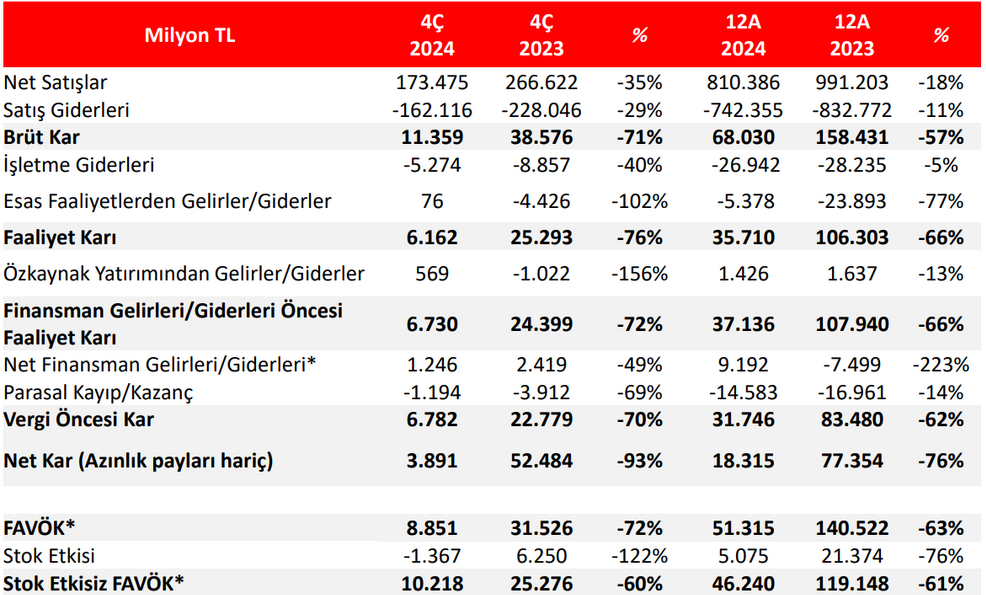 Milyon TL 4Ç 2024 4Ç 2023 % 12A 2024 12A 2023 %
Net Satışlar 173.475 266.622 -35% 810.386 991.203 -18%
Satış Giderleri -162.116 -228.046 -29% -742.355 -832.772 -11%
Brüt Kar 11.359 38.576 -71% 68.030 158.431 -57%
İşletme Giderleri -5.274 -8.857 -40% -26.942 -28.235 -5%
Esas Faaliyetlerden Gelirler/Giderler 76 -4.426 -102% -5.378 -23.893 -77%
Faaliyet Karı 6.162 25.293 -76% 35.710 106.303 -66%
Özkaynak Yatırımından Gelirler/Giderler 569 -1.022 -156% 1.426 1.637 -13%
Finansman Gelirleri/Giderleri Öncesi
Faaliyet Karı 6.730 24.399 -72% 37.136 107.940 -66%
Net Finansman Gelirleri/Giderleri* 1.246 2.419 -49% 9.192 -7.499 -223%
Parasal Kayıp/Kazanç -1.194 -3.912 -69% -14.583 -16.961 -14%
Vergi Öncesi Kar 6.782 22.779 -70% 31.746 83.480 -62%
Net Kar (Azınlık payları hariç) 3.891 52.484 -93% 18.315 77.354 -76%
FAVÖK* 8.851 31.526 -72% 51.315 140.522 -63%
Stok Etkisi -1.367 6.250 -122% 5.075 21.374 -76%
Stok Etkisiz FAVÖK* 10.218 25.276 -60% 46.240 119.148 -61%